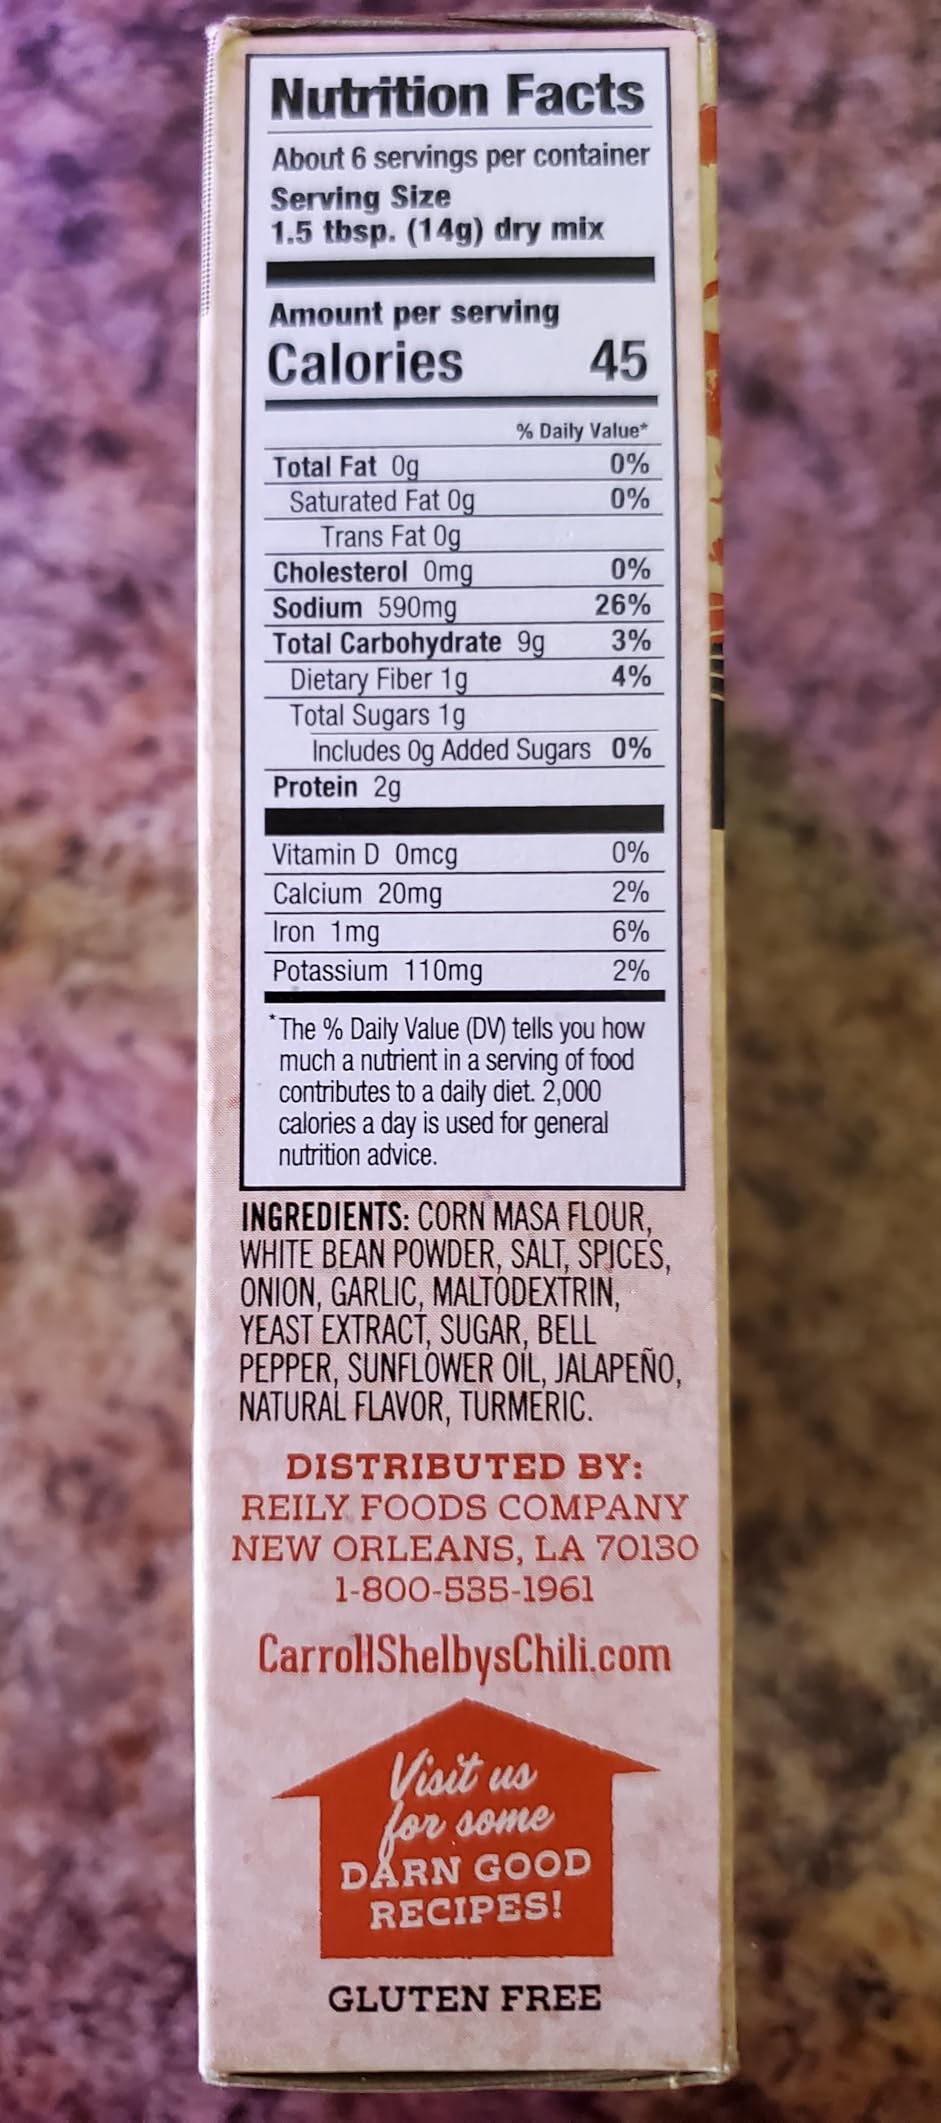 Nutrition Facts
About 6 servings per container
Serving Size
1.5 tbsp. (14g) dry mix
Amount per serving
Calories 45
% Daily Value*
Total Fat 0g 0%
Saturated Fat 0g 0%
Trans Fat 0g
Cholesterol 0mg 0%
Sodium 590mg 26%
Total Carbohydrate 9g 3%
Dietary Fiber 1g 4%
Total Sugars 1g
Includes 0g Added Sugars 0%
Protein 2g
Vitamin D 0mcg 0%
Calcium 20mg 2%
Iron 1mg 6%
Potassium 110mg 2%
*The % Daily Value (DV) tells you how
much a nutrient in a serving of food
contributes to a daily diet. 2,000
calories a day is used for general
nutrition advice.
INGREDIENTS: CORN MASA FLOUR,
WHITE BEAN POWDER, SALT, SPICES,
ONION, GARLIC, MALTODEXTRIN,
YEAST EXTRACT, SUGAR, BELL
PEPPER, SUNFLOWER OIL, JALAPEÑO,
NATURAL FLAVOR, TURMERIC.
DISTRIBUTED BY:
REILY FOODS COMPANY
NEW ORLEANS, LA 70130
1-800-535-1961
CarrollShelbysChili.com
Visit us
for some
DARN GOOD
RECIPES!
GLUTEN FREE